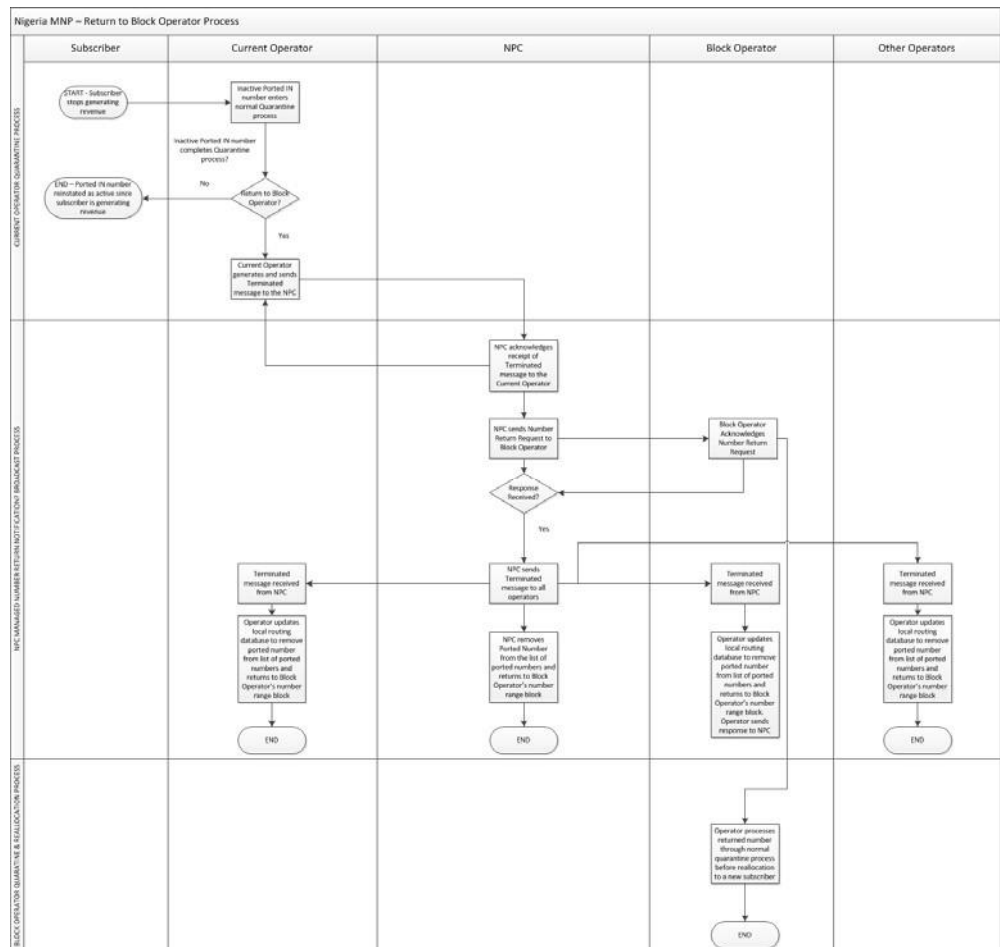 Nigeria MNP – Return to Block Operator Process
Subscriber
Current Operator
NPC
Block Operator
Other Operators
CURRENT OPERATOR QUARANTINE PROCESS
START - Subscriber
stops generating
revenue
Inactive Ported IN
number enters
normal Quarantine
process
Inactive Ported IN number
completes Quarantine
process?
END – Ported IN number
reinstated as active since
subscriber is generating
revenue
No
Return to Block
Operator?
Yes
Current Operator
generates and sends
Terminated
message to the NPC
NPC MANAGED NUMBER RETURN NOTIFICATION? BROADCAST PROCESS
NPC acknowledges
receipt of
Terminated
message to the
Current Operator
NPC sends Number
Return Request to
Block Operator
Block Operator
Acknowledges
Number Return
Request
Response
Received?
Yes
Terminated
message received
from NPC
NPC sends
Terminated
message to all
operators
Terminated
message received
from NPC
Terminated
message received
from NPC
Operator updates
local routing
database to remove
ported number
from list of ported
numbers and
returns to Block
Operator's number
range block
NPC removes
Ported Number
from the list of
ported numbers and
returns to Block
Operator's number
range block
Operator updates
local routing
database to remove
ported number
from list of ported
numbers and
returns to Block
Operator's number
range block.
Operator sends
response to NPC
Operator updates
local routing
database to remove
ported number
from list of ported
numbers and
returns to Block
Operator's number
range block
END
END
END
BLOCK OPERATOR QUARATINE & REALLOCATION PROCESS
Operator processes
returned number
through normal
quarantine process
before reallocation
to a new subscriber
END